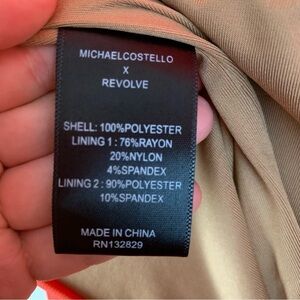 MICHAELCOSTELLO
X
REVOLVE
SHELL: 100%POLYESTER
LINING 1 : 76%RAYON
20%NYLON
4%SPANDEX
LINING 2 : 90%POLYESTER
10%SPANDEX
MADE IN CHINA
RN132829